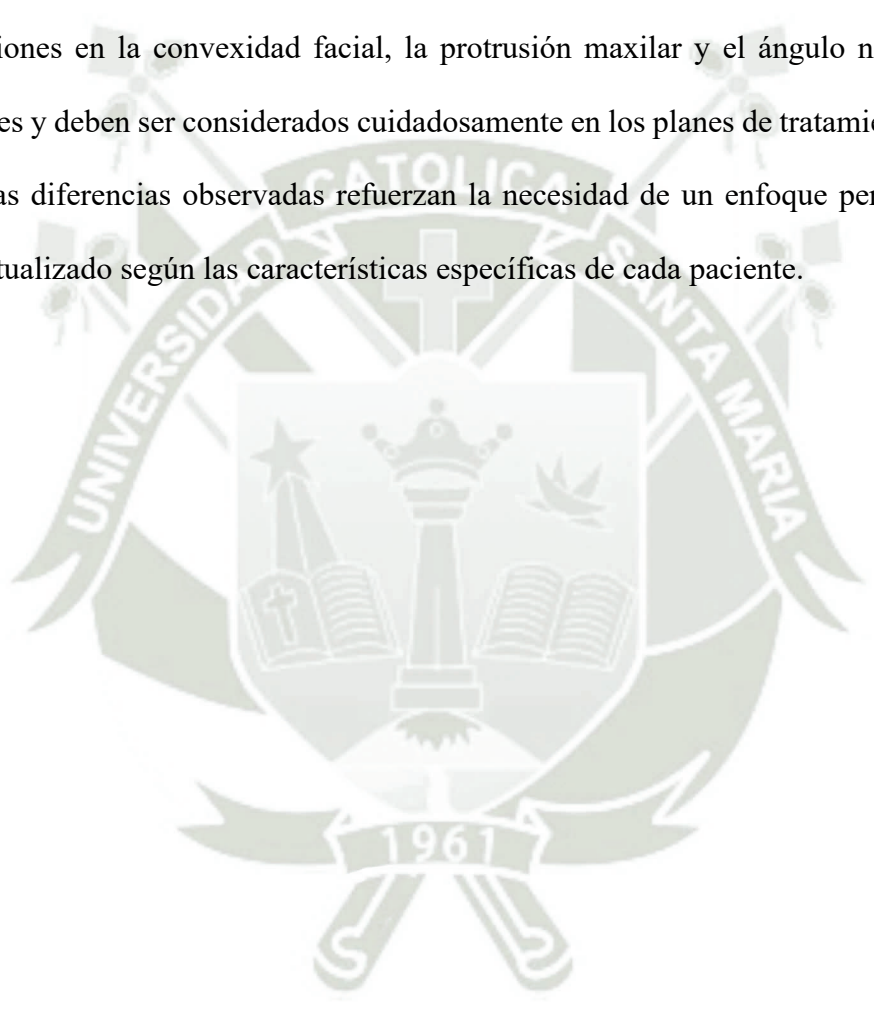 iones en la convexidad facial, la protrusión maxilar y el ángulo n
es y deben ser considerados cuidadosamente en los planes de tratami
as diferencias observadas refuerzan la necesidad de un enfoque per
tualizado según las características específicas de cada paciente.
UNIVERSIDAD CATOLICA SANTA MARIA
1961